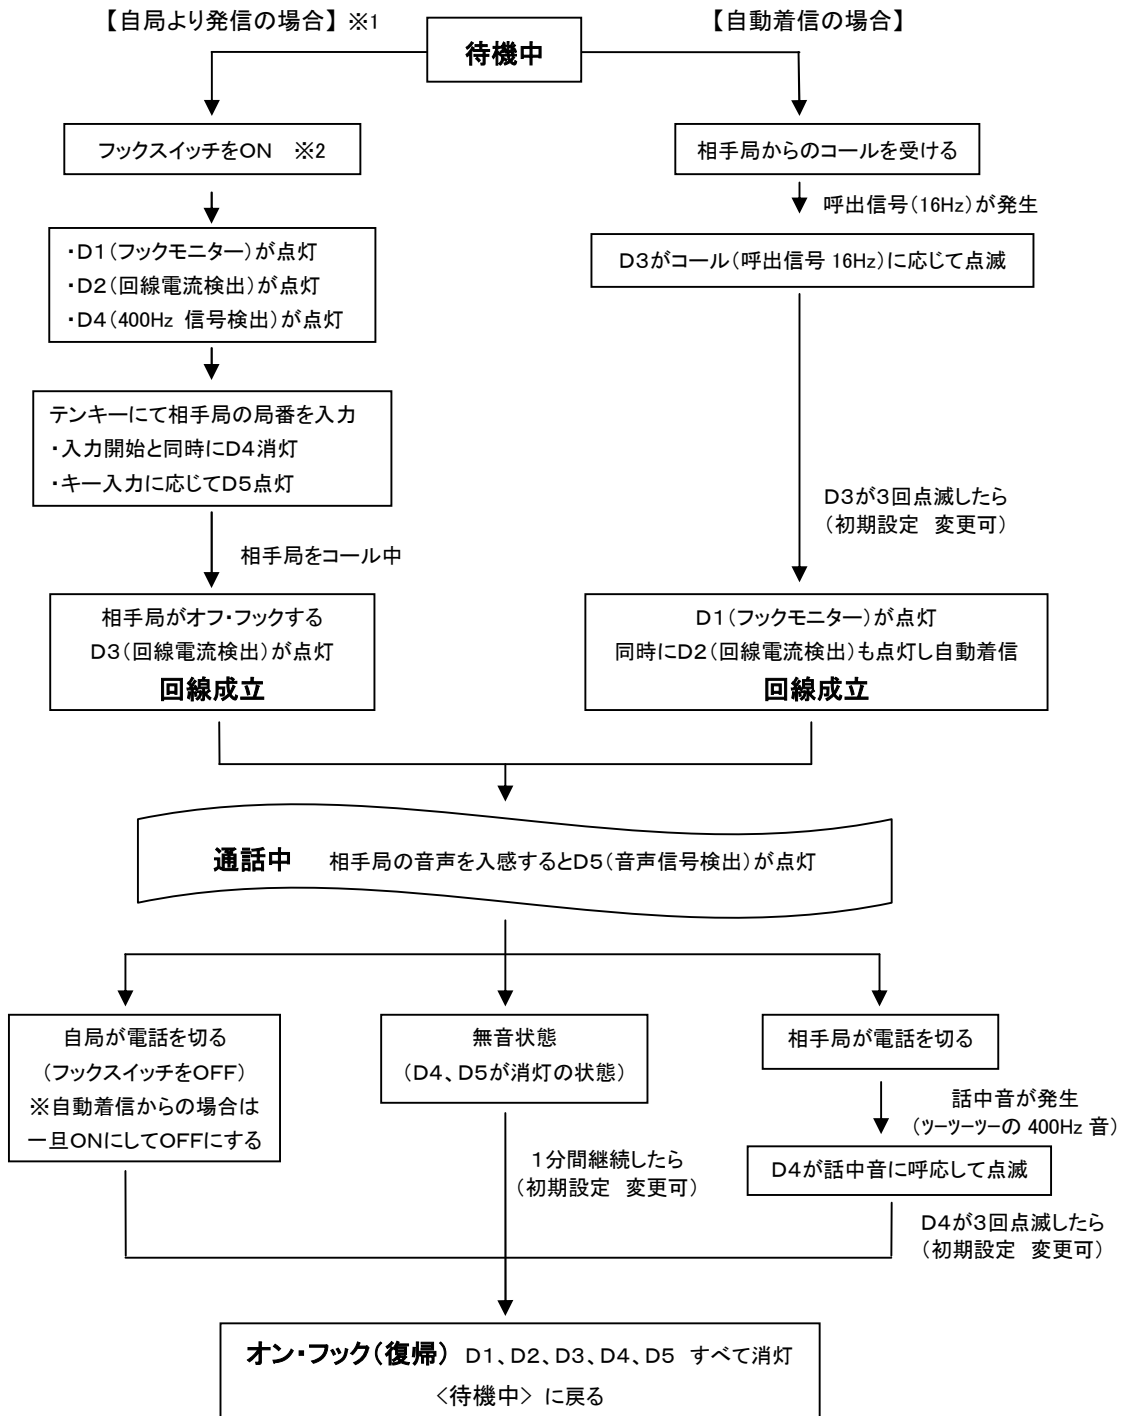 【自局より発信の場合】 ※1
【自動着信の場合】
待機中
フックスイッチをON ※2
・D1(フックモニター)が点灯
・D2(回線電流検出)が点灯
・D4(400Hz 信号検出)が点灯
テンキーにて相手局の局番を入力
・入力開始と同時にD4消灯
・キー入力に応じてD5点灯
相手局をコール中
相手局がオフ・フックする
D3(回線電流検出)が点灯
回線成立
相手局からのコールを受ける
呼出信号(16Hz)が発生
D3がコール(呼出信号 16Hz)に応じて点滅
D3が3回点滅したら
(初期設定 変更可)
D1(フックモニター)が点灯
同時にD2(回線電流検出)も点灯し自動着信
回線成立
通話中 相手局の音声を入感するとD5(音声信号検出)が点灯
自局が電話を切る
(フックスイッチをOFF)
※自動着信からの場合は
一旦ONにしてOFFにする
無音状態
(D4、D5が消灯の状態)
1分間継続したら
(初期設定 変更可)
相手局が電話を切る
話中音が発生
(ツーツーツーの 400Hz 音)
D4が話中音に呼応して点滅
D4が3回点滅したら
(初期設定 変更可)
オン・フック(復帰) D1、D2、D3、D4、D5 すべて消灯
<待機中> に戻る